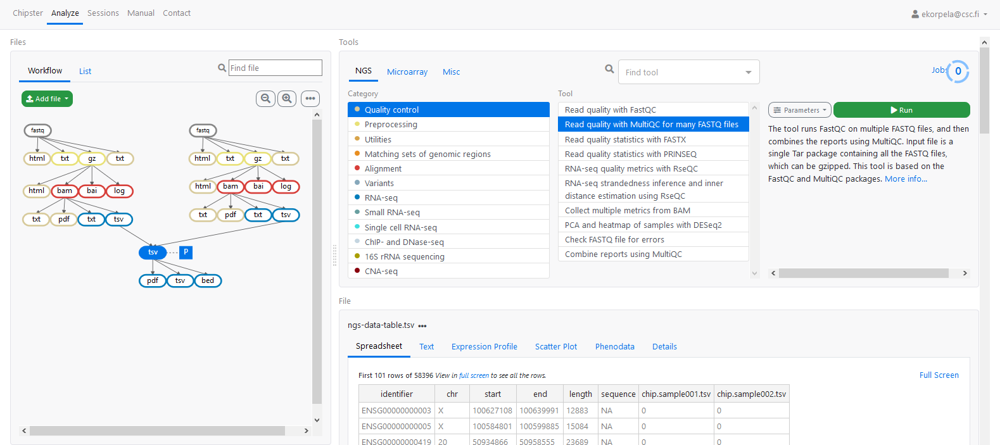 Chipster Analyze Sessions Manual Contact
ekorpela@csc.fi
Files
Workflow List
Find file
Add file
fastq fastq
html txt gz txt html txt gz txt
html bam bai log html bam bai log
txt pdf txt tsv txt pdf txt tsv
tsv P
pdf tsv bed
Tools
NGS Microarray Misc
Find tool
Jobs 0
Category
Quality control
Preprocessing
Utilities
Matching sets of genomic regions
Alignment
Variants
RNA-seq
Small RNA-seq
Single cell RNA-seq
ChIP- and DNase-seq
16S rRNA sequencing
CNA-seq
Tool
Read quality with FastQC
Read quality with MultiQC for many FASTQ files
Read quality statistics with FASTX
Read quality statistics with PRINSEQ
RNA-seq quality metrics with RseQC
RNA-seq strandedness inference and inner
distance estimation using RseQC
Collect multiple metrics from BAM
PCA and heatmap of samples with DESeq2
Check FASTQ file for errors
Combine reports using MultiQC
Parameters Run
The tool runs FastQC on multiple FASTQ files, and then
combines the reports using MultiQC. Input file is a
single Tar package containing all the FASTQ files,
which can be gzipped. This tool is based on the
FastQC and MultiQC packages. More info...
File
ngs-data-table.tsv
Spreadsheet Text Expression Profile Scatter Plot Phenodata Details
First 101 rows of 58396 View in full screen to see all the rows.
Full Screen
identifier chr start end length sequence chip.sample001.tsv chip.sample002.tsv
ENSG00000000003 X 100627108 100639991 12883 NA 0 0
ENSG00000000005 X 100584801 100599885 15084 NA 0 0
ENSG00000000419 20 50934866 50958555 23689 NA 0 0